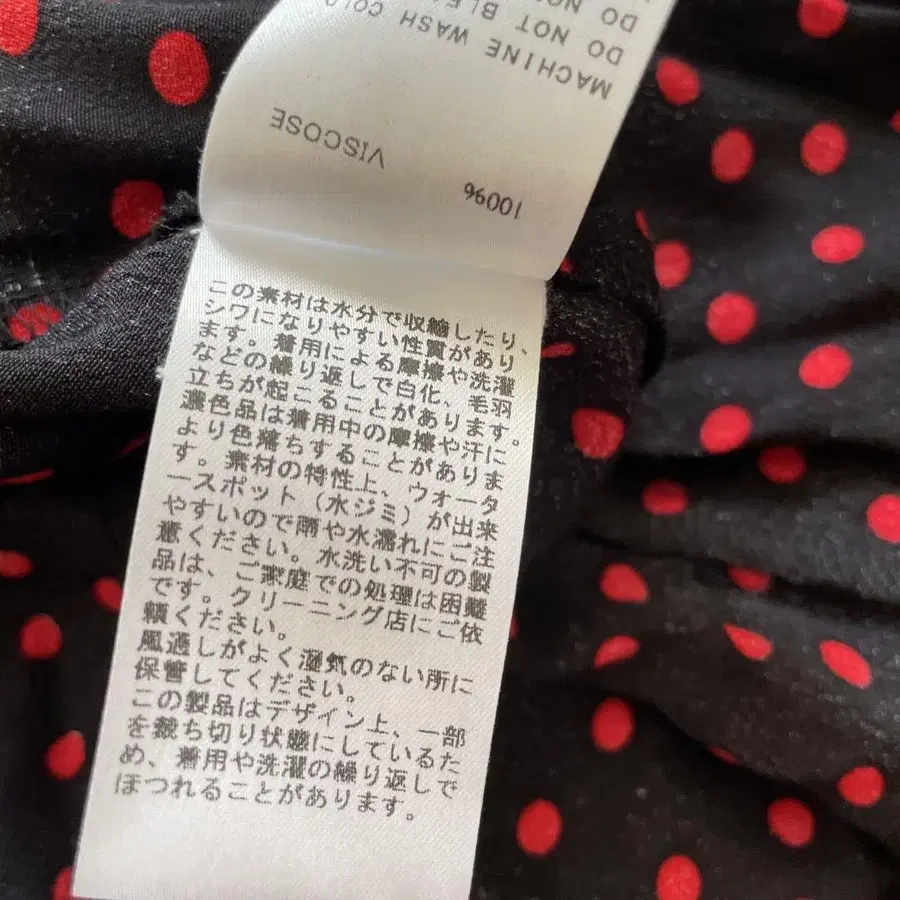 100%
VISCOSE
MACHINE WASH COLD
DO NOT BLEA
DO NO
この素材は水分で収縮したり、
シワになりやすい性質があり
ます。着用による摩擦や洗濯
などの繰り返しで白化、毛羽
立ちが起こることがあります。
濃色品は着用中の摩擦や汗に
より色落ちすることがありま
す。素材の特性上、ウォータ
ースポット（水ジミ）が出来
やすいので雨や水濡れにご注
意ください。水洗い不可の製
品は、ご家庭での処理は困難
です。クリーニング店にご依
頼ください。
風通しがよく湿気のない所に
保管してください。
この製品はデザイン上、一部
を裁ち切り状態にしているた
め、着用や洗濯の繰り返しで
ほつれることがあります。